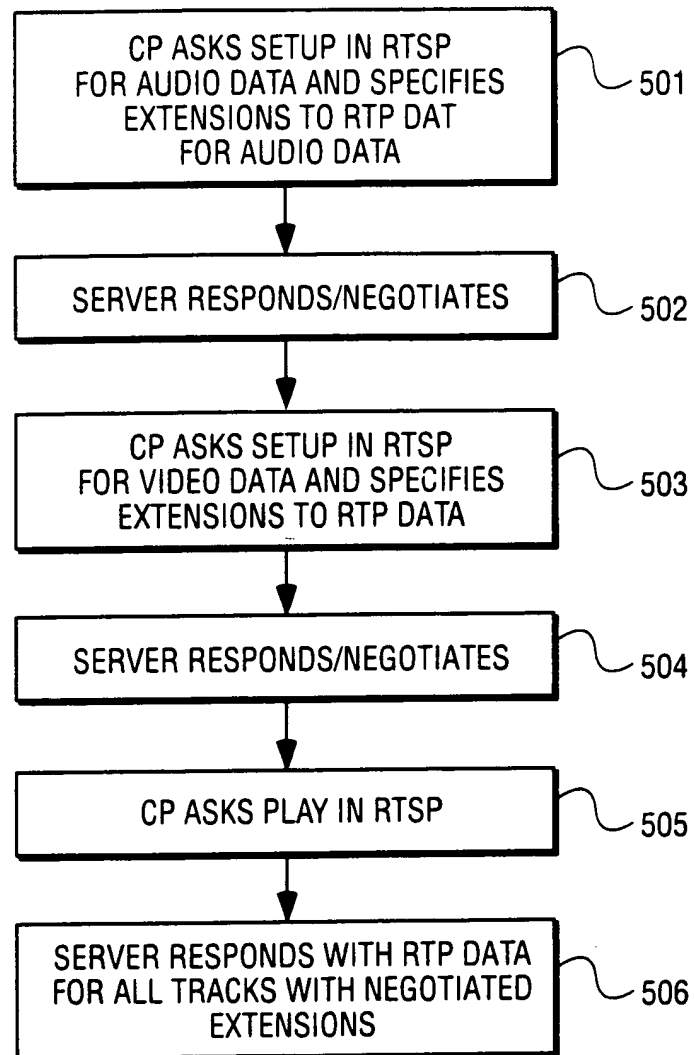 CP ASKS SETUP IN RTSP
FOR AUDIO DATA AND SPECIFIES
EXTENSIONS TO RTP DAT
FOR AUDIO DATA
501
SERVER RESPONDS/NEGOTIATES
502
CP ASKS SETUP IN RTSP
FOR VIDEO DATA AND SPECIFIES
EXTENSIONS TO RTP DATA
503
SERVER RESPONDS/NEGOTIATES
504
CP ASKS PLAY IN RTSP
505
SERVER RESPONDS WITH RTP DATA
FOR ALL TRACKS WITH NEGOTIATED
EXTENSIONS
506